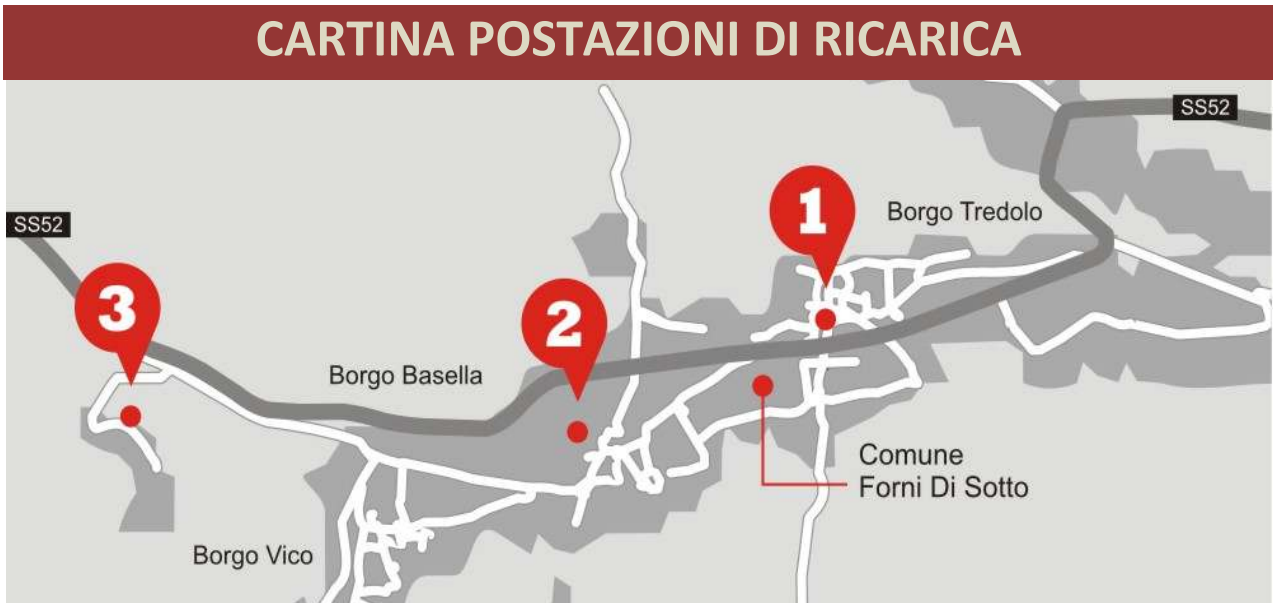 CARTINA POSTAZIONI DI RICARICA
SS52
1
Borgo Tredolo
SS52
3
2
Borgo Basella
Comune
Forni Di Sotto
Borgo Vico